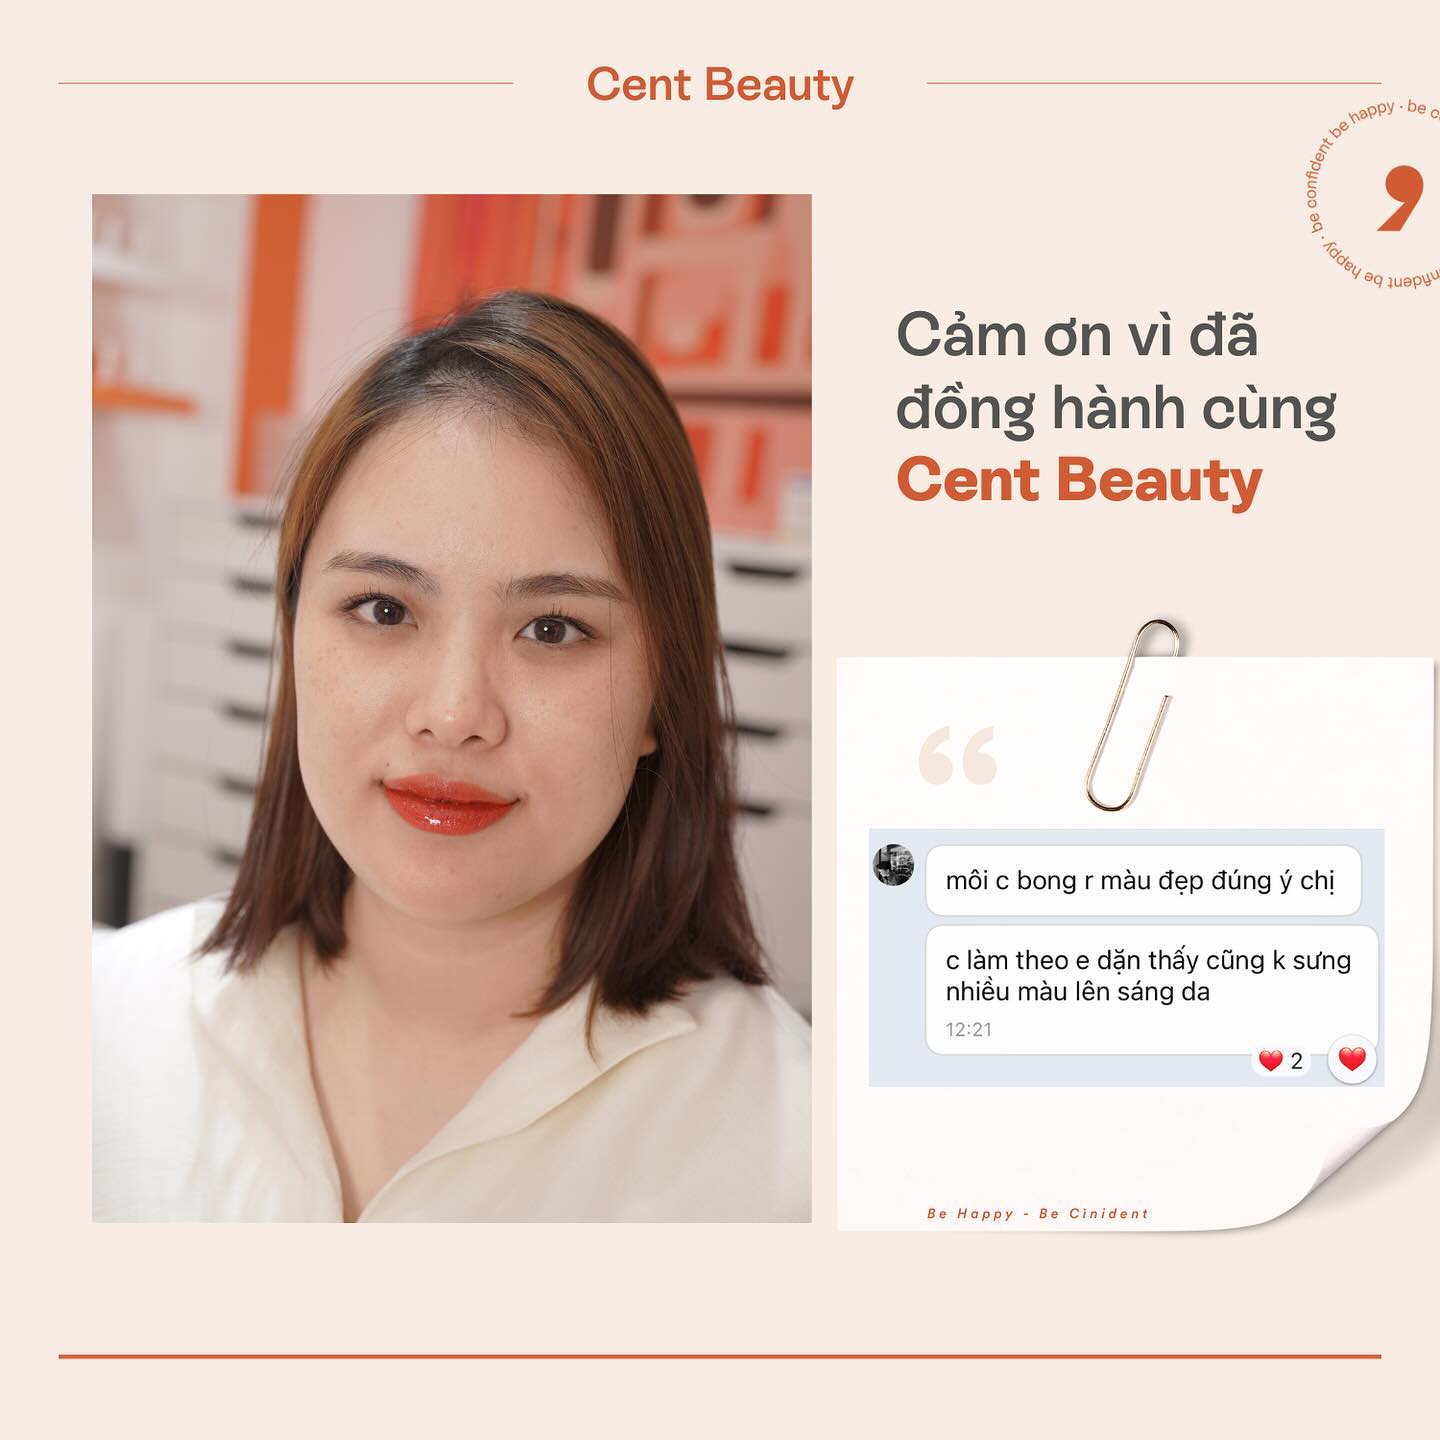 Cent Beauty
be confident be happy · be c
nfident be happy ·
Cảm ơn vì đã
đồng hành cùng
Cent Beauty
môi c bong r màu đẹp đúng ý chị
c làm theo e dặn thấy cũng k sưng
nhiều màu lên sáng da
12:21
2
Be Happy - Be Cinident